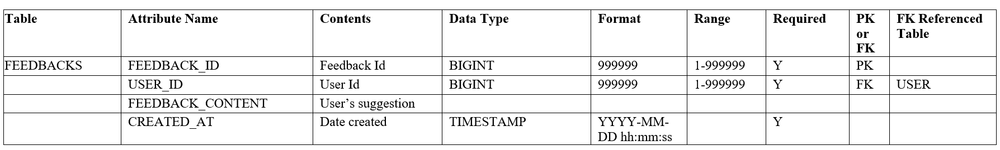 Table Attribute Name Contents Data Type Format Range Required PK or FK FK Referenced Table
FEEDBACKS FEEDBACK_ID Feedback Id BIGINT 999999 1-999999 Y PK
USER_ID User Id BIGINT 999999 1-999999 Y FK USER
FEEDBACK_CONTENT User’s suggestion
CREATED_AT Date created TIMESTAMP YYYY-MM-DD hh:mm:ss Y